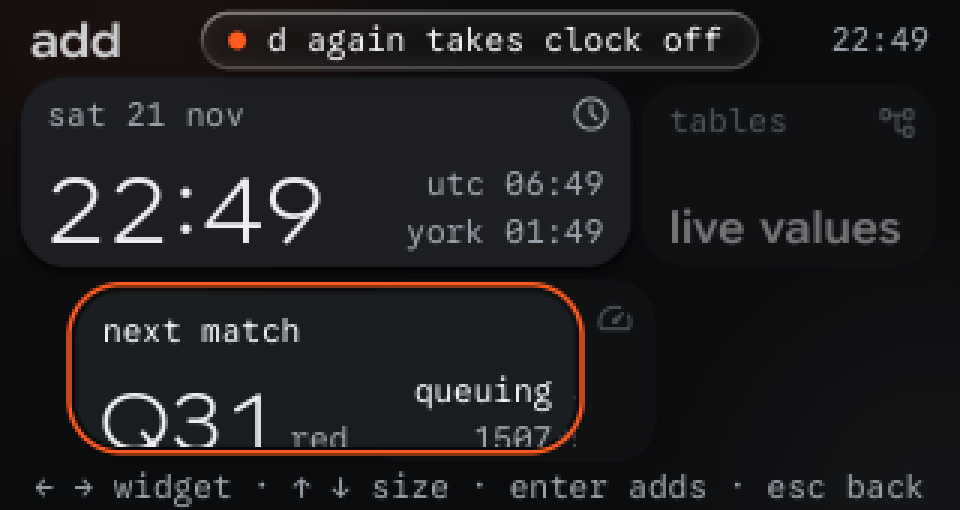 add
d again takes clock off
22:49
sat 21 nov
22:49
utc 06:49
york 01:49
tables
live values
next match
Q31 red
queuing
1507
← → widget · ↑ ↓ size · enter adds · esc back